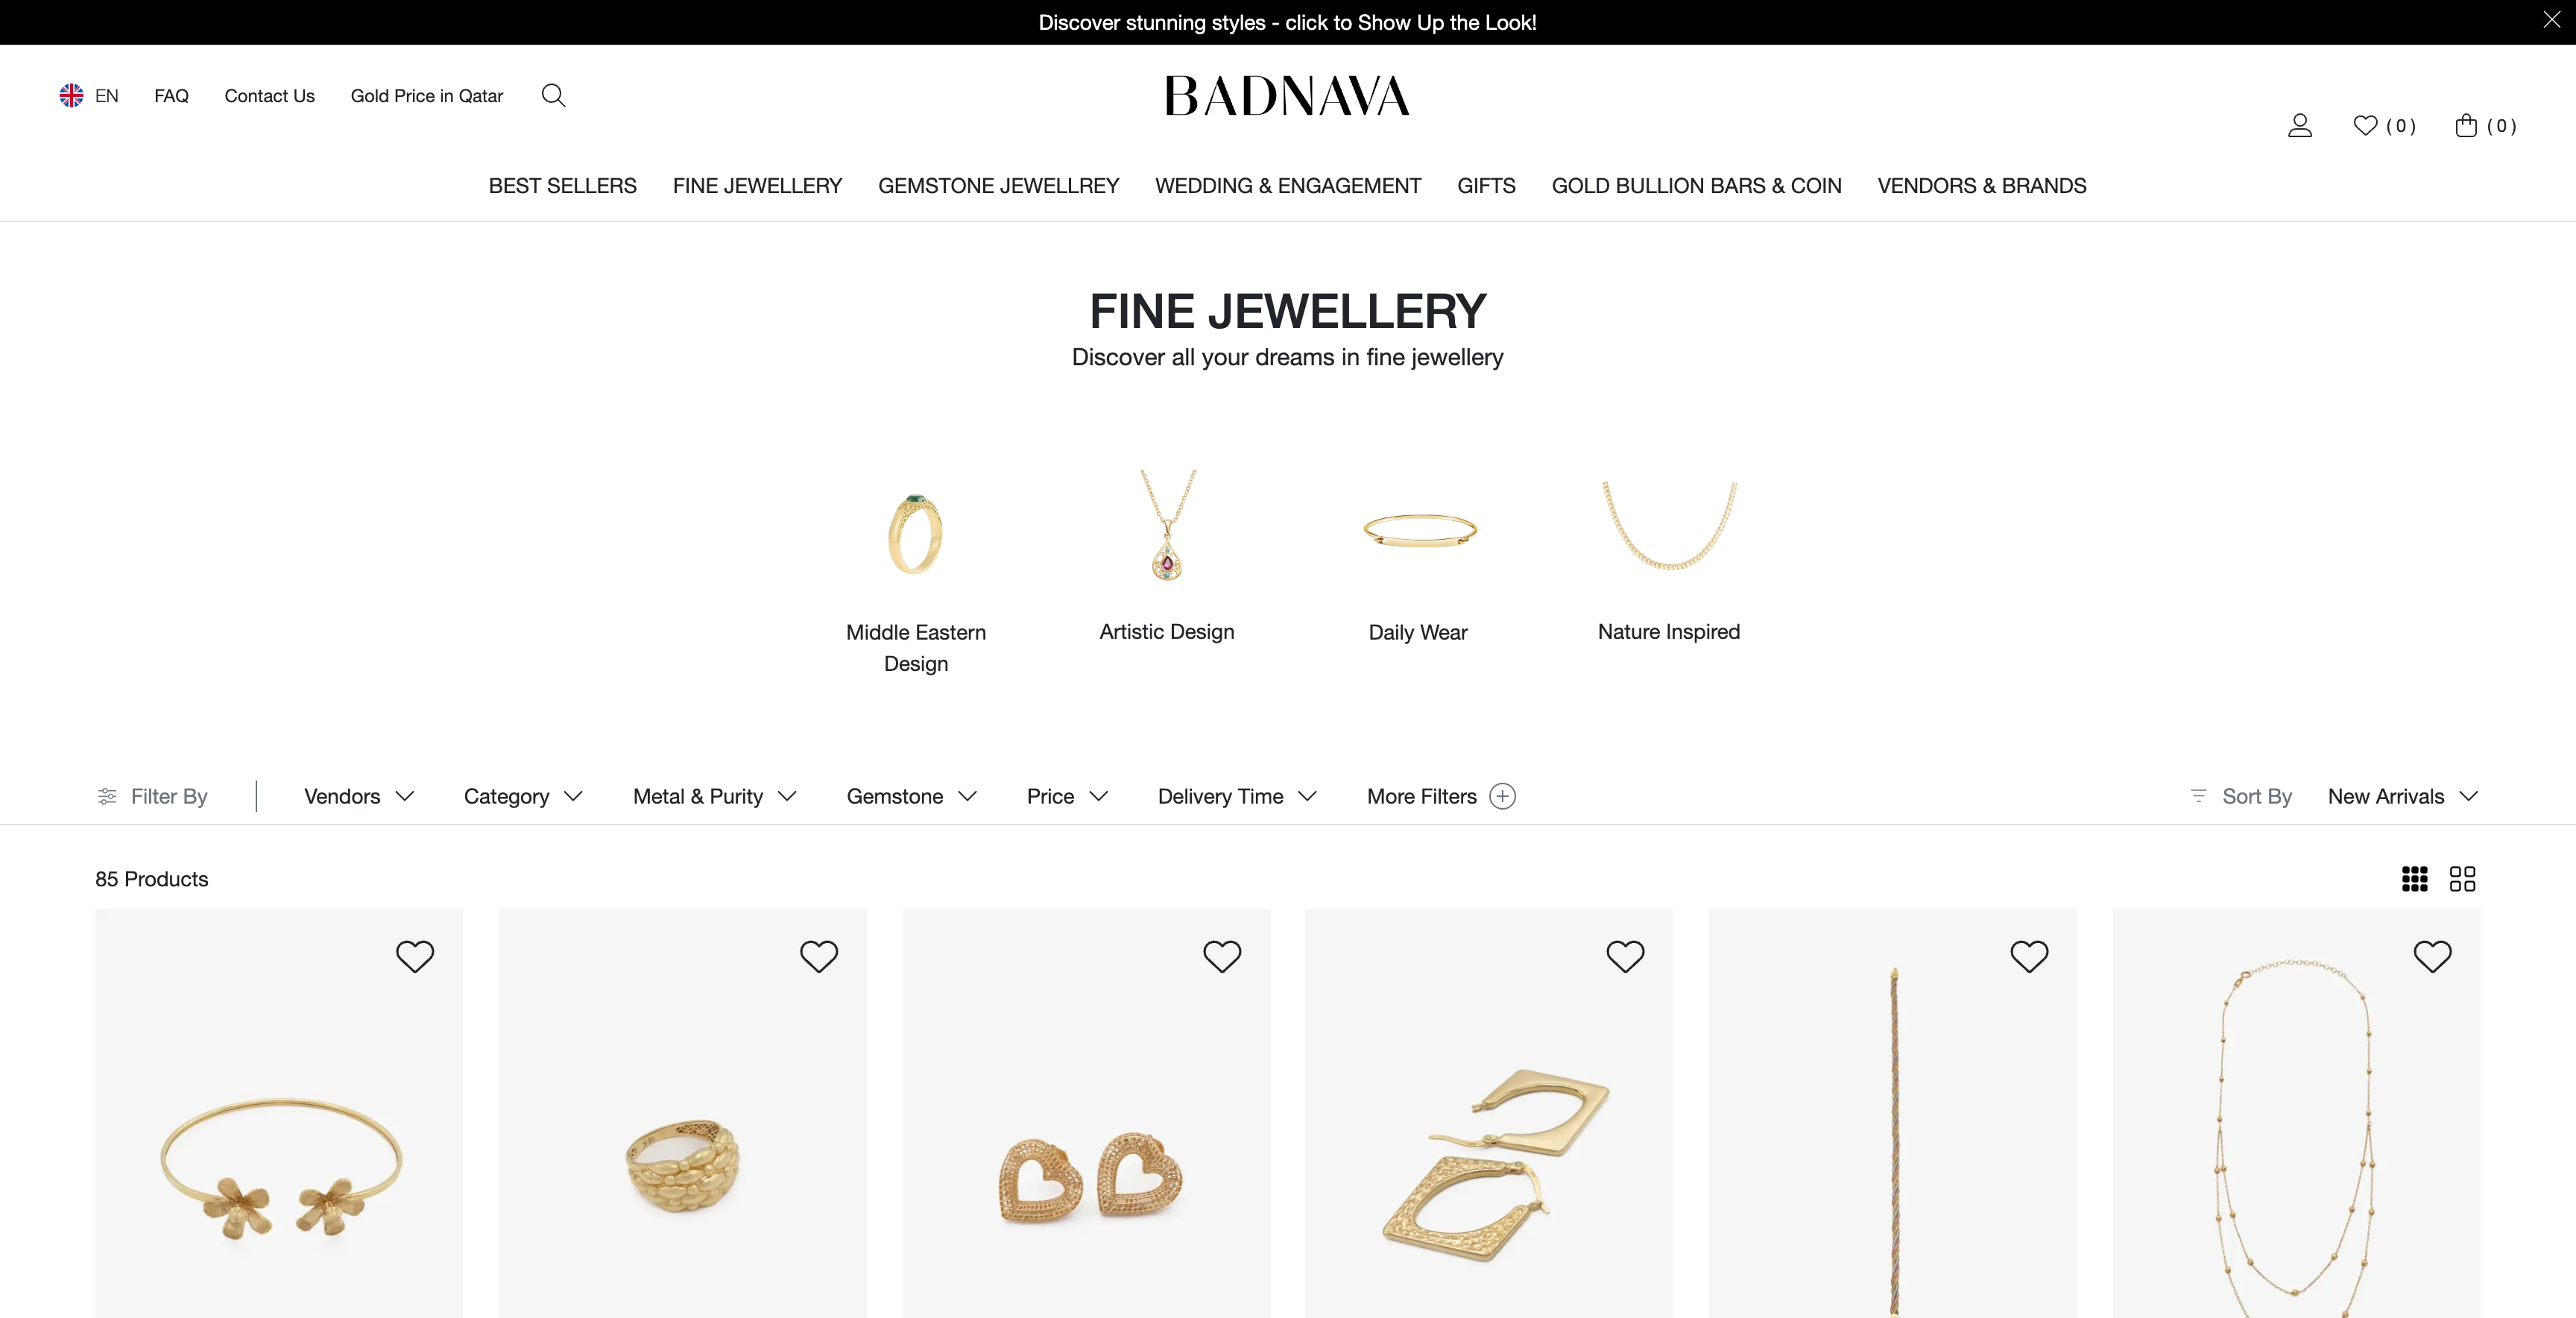 Discover stunning styles - click to Show Up the Look!
EN FAQ Contact Us Gold Price in Qatar
BADNAVA
( 0 ) ( 0 )
BEST SELLERS FINE JEWELLERY GEMSTONE JEWELLREY WEDDING & ENGAGEMENT GIFTS GOLD BULLION BARS & COIN VENDORS & BRANDS
FINE JEWELLERY
Discover all your dreams in fine jewellery
Middle Eastern
Design
Artistic Design
Daily Wear
Nature Inspired
Filter By Vendors Category Metal & Purity Gemstone Price Delivery Time More Filters Sort By New Arrivals
85 Products